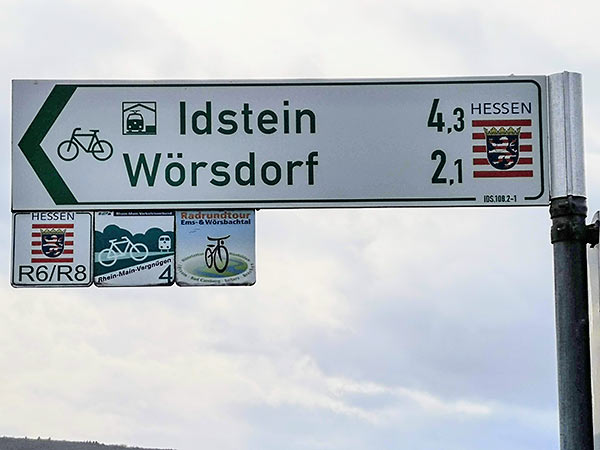 Idstein 4,3
Wörsdorf 2,1
HESSEN
IDS.108.2-1
HESSEN
R6/R8
Rhein-Main-Vergnügen
4
Radrundtour
Ems- & Wörsbachtal